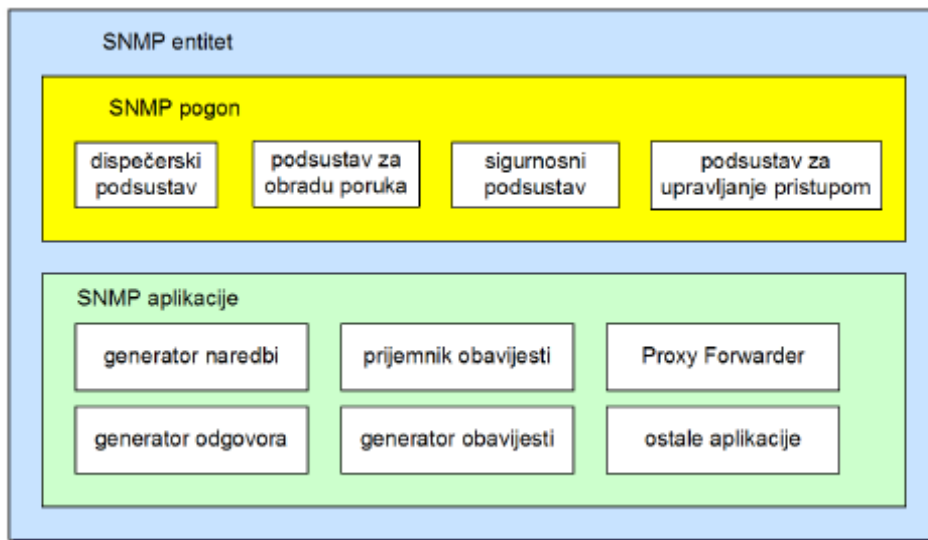 SNMP entitet
SNMP pogon
dispečerski
podsustav
podsustav za
obradu poruka
sigurnosni
podsustav
podsustav za
upravljanje pristupom
SNMP aplikacije
generator naredbi
prijemnik obavijesti
Proxy Forwarder
generator odgovora
generator obavijesti
ostale aplikacije